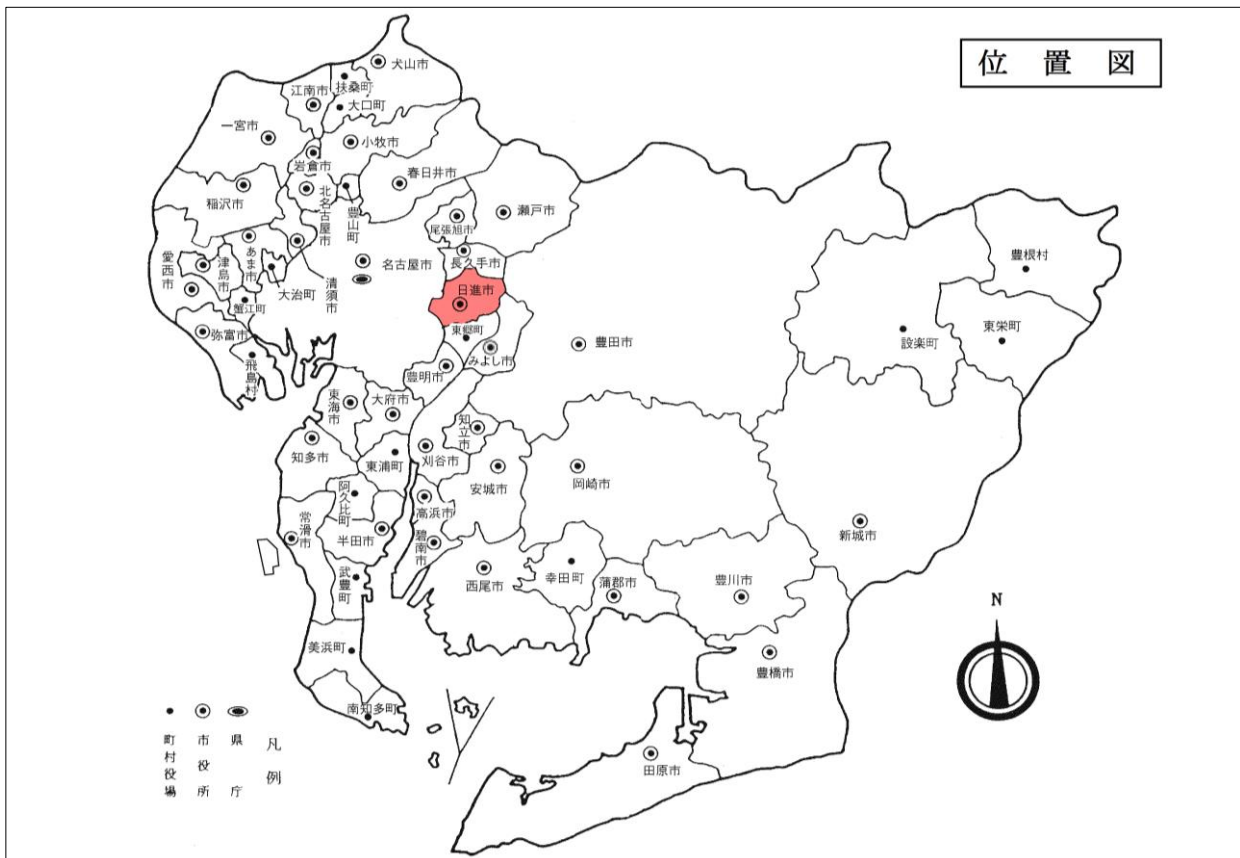 位置図
犬山市
扶桑町
江南市
大口町
一宮市
小牧市
岩倉市
春日井市
稲沢市
北名古屋市
豊山町
瀬戸市
尾張旭市
愛西市
津島市
あま市
清須市
名古屋市
長久手市
大治町
日進市
蟹江町
弥富市
飛島村
東郷町
みよし市
豊田市
豊明市
豊根村
東栄町
設楽町
東海市
大府市
知立市
知多市
東浦町
刈谷市
安城市
岡崎市
阿久比町
高浜市
常滑市
半田市
碧南市
新城市
武豊町
西尾市
幸田町
蒲郡市
豊川市
美浜町
豊橋市
南知多町
田原市
N
凡例
県庁
市役所
町村役場